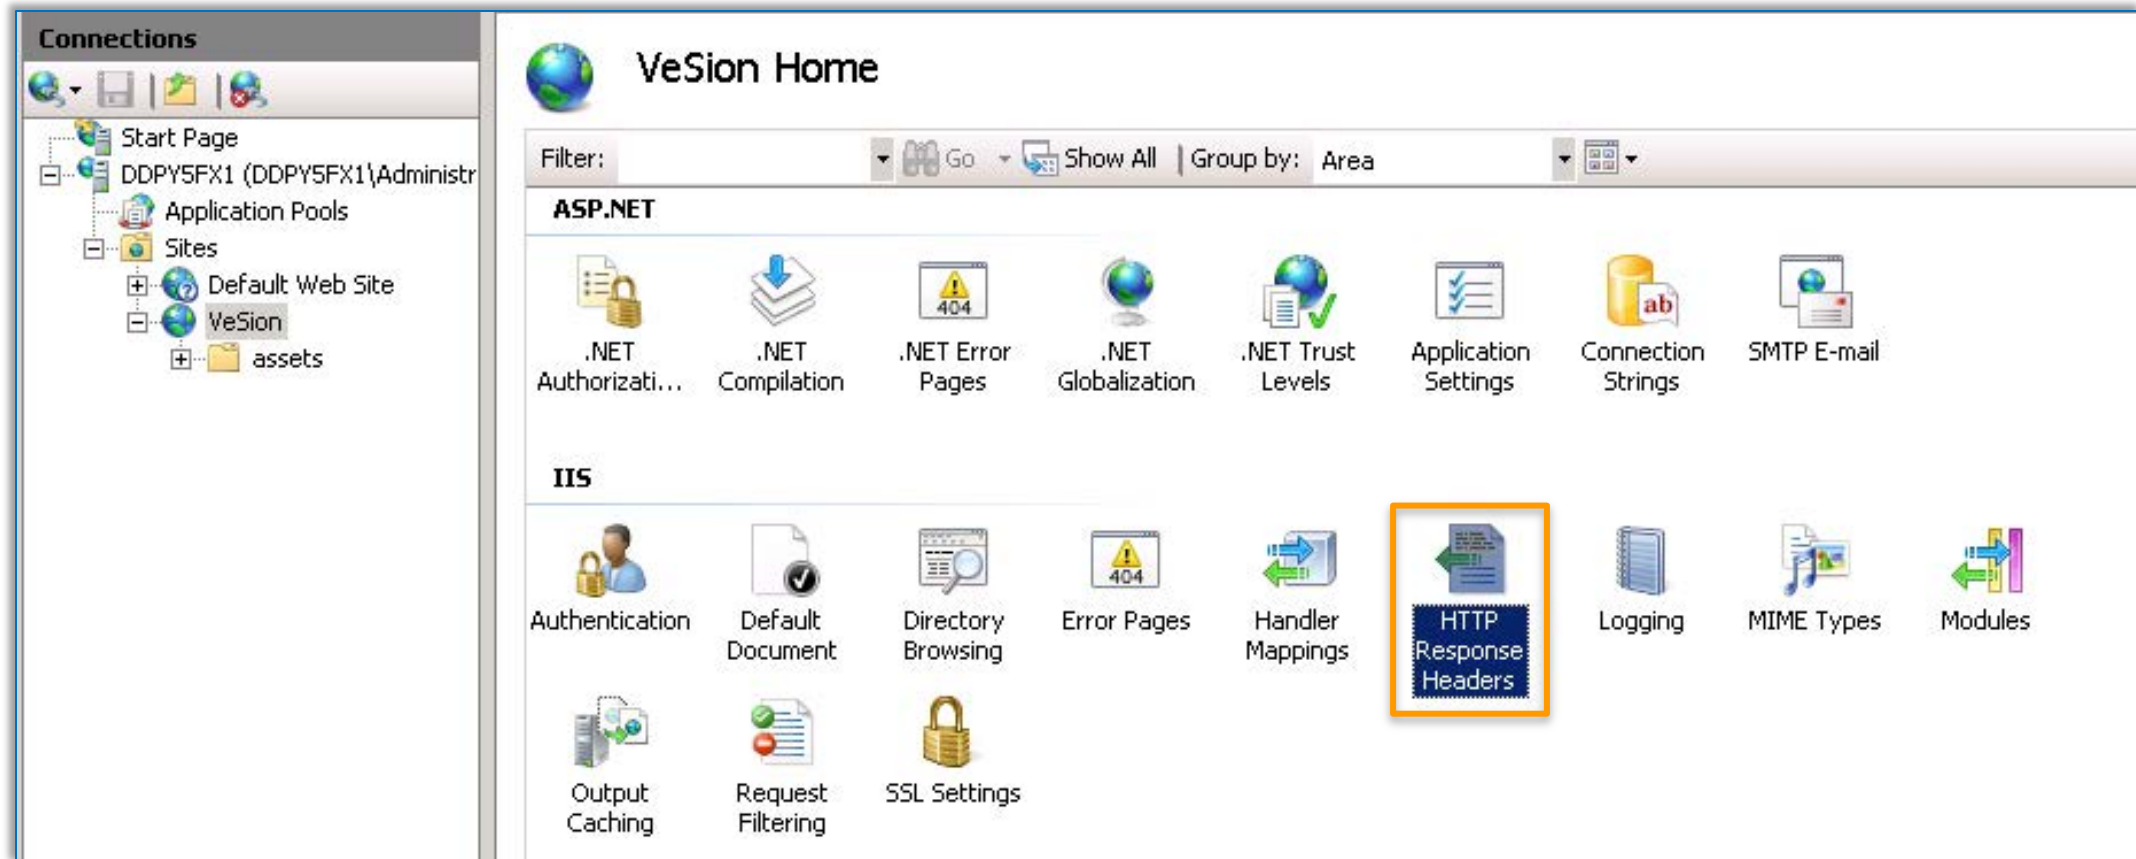 Connections
Start Page
DDPY5FX1 (DDPY5FX1\Administr
Application Pools
Sites
Default Web Site
VeSion
assets
VeSion Home
Filter:
Go
Show All
Group by: Area
ASP.NET
.NET
Authorizati...
.NET
Compilation
404
.NET Error
Pages
.NET
Globalization
.NET Trust
Levels
Application
Settings
ab
Connection
Strings
SMTP E-mail
IIS
Authentication
Default
Document
Directory
Browsing
404
Error Pages
Handler
Mappings
HTTP
Response
Headers
Logging
MIME Types
Modules
Output
Caching
Request
Filtering
SSL Settings